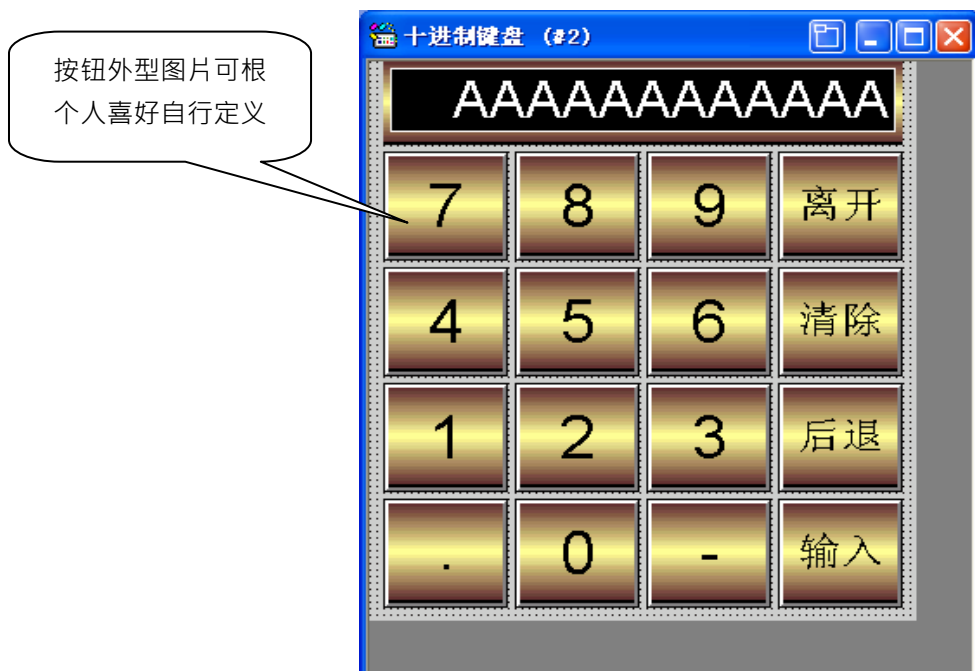 按钮外型图片可根
个人喜好自行定义
十进制键盘 (#2)
AAAAAAAAAAAA
7 8 9 离开
4 5 6 清除
1 2 3 后退
. 0 - 输入